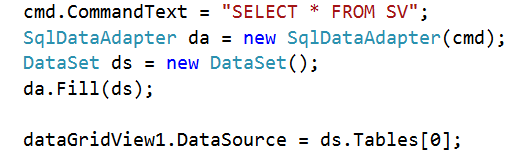 cmd.CommandText = "SELECT * FROM SV";
SqlDataAdapter da = new SqlDataAdapter(cmd);
DataSet ds = new DataSet();
da.Fill(ds);
dataGridView1.DataSource = ds.Tables[0];